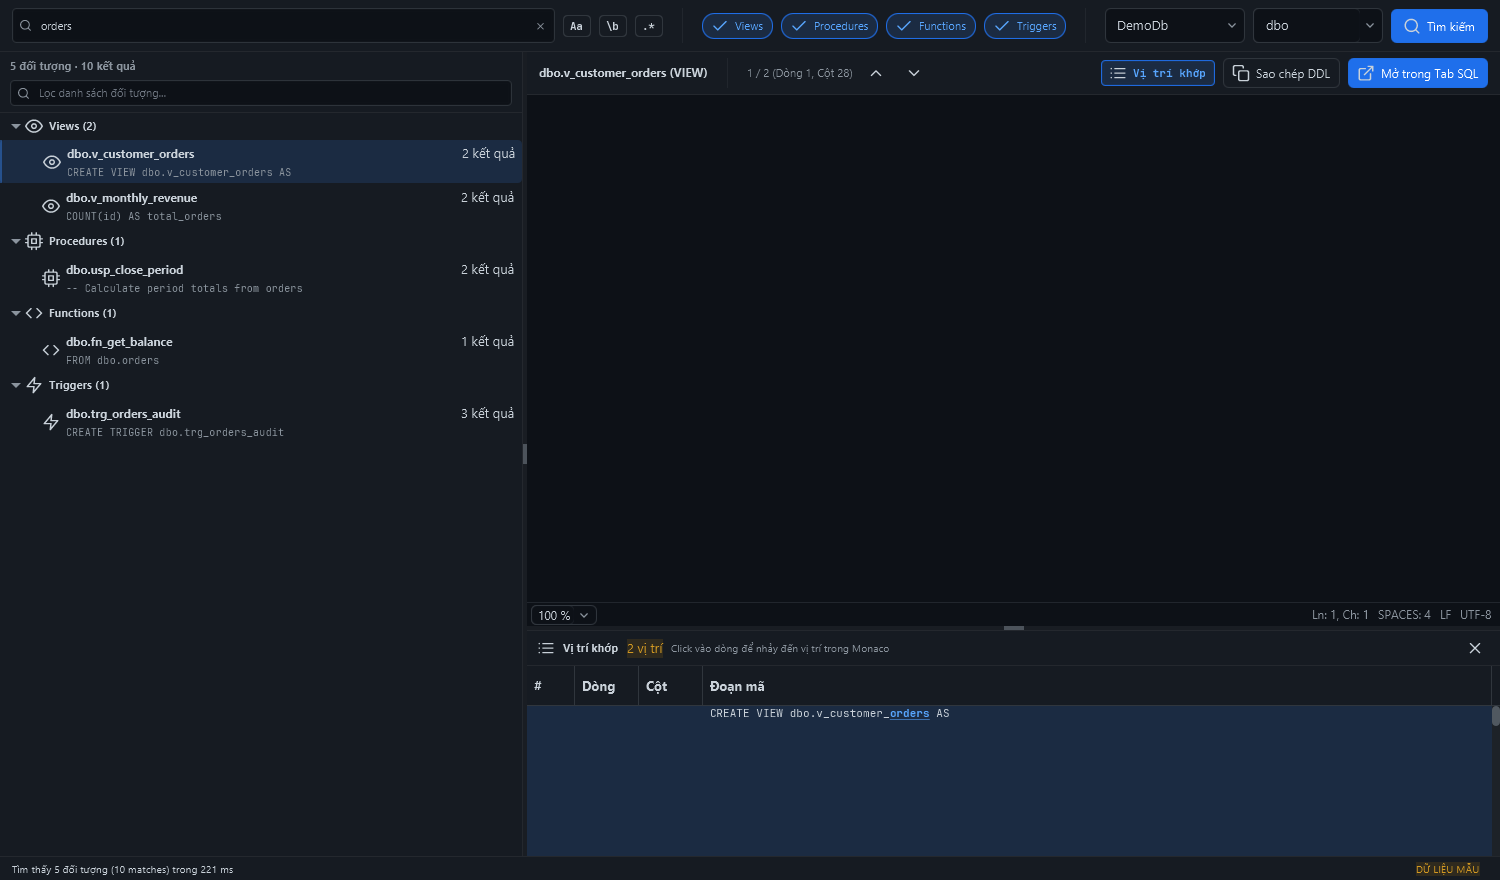 orders
Aa
\b
.*
Views
Procedures
Functions
Triggers
DemoDb
dbo
Tìm kiếm
5 đối tượng · 10 kết quả
Lọc danh sách đối tượng...
Views (2)
dbo.v_customer_orders
2 kết quả
CREATE VIEW dbo.v_customer_orders AS
dbo.v_monthly_revenue
2 kết quả
COUNT(id) AS total_orders
Procedures (1)
dbo.usp_close_period
2 kết quả
-- Calculate period totals from orders
Functions (1)
dbo.fn_get_balance
1 kết quả
FROM dbo.orders
Triggers (1)
dbo.trg_orders_audit
3 kết quả
CREATE TRIGGER dbo.trg_orders_audit
dbo.v_customer_orders (VIEW)
1 / 2 (Dòng 1, Cột 28)
Vị trí khớp
Sao chép DDL
Mở trong Tab SQL
100 %
Ln: 1, Ch: 1 SPACES: 4 LF UTF-8
Vị trí khớp 2 vị trí Click vào dòng để nhảy đến vị trí trong Monaco
# Dòng Cột Đoạn mã
CREATE VIEW dbo.v_customer_orders AS
Tìm thấy 5 đối tượng (10 matches) trong 221 ms
DỮ LIỆU MẪU